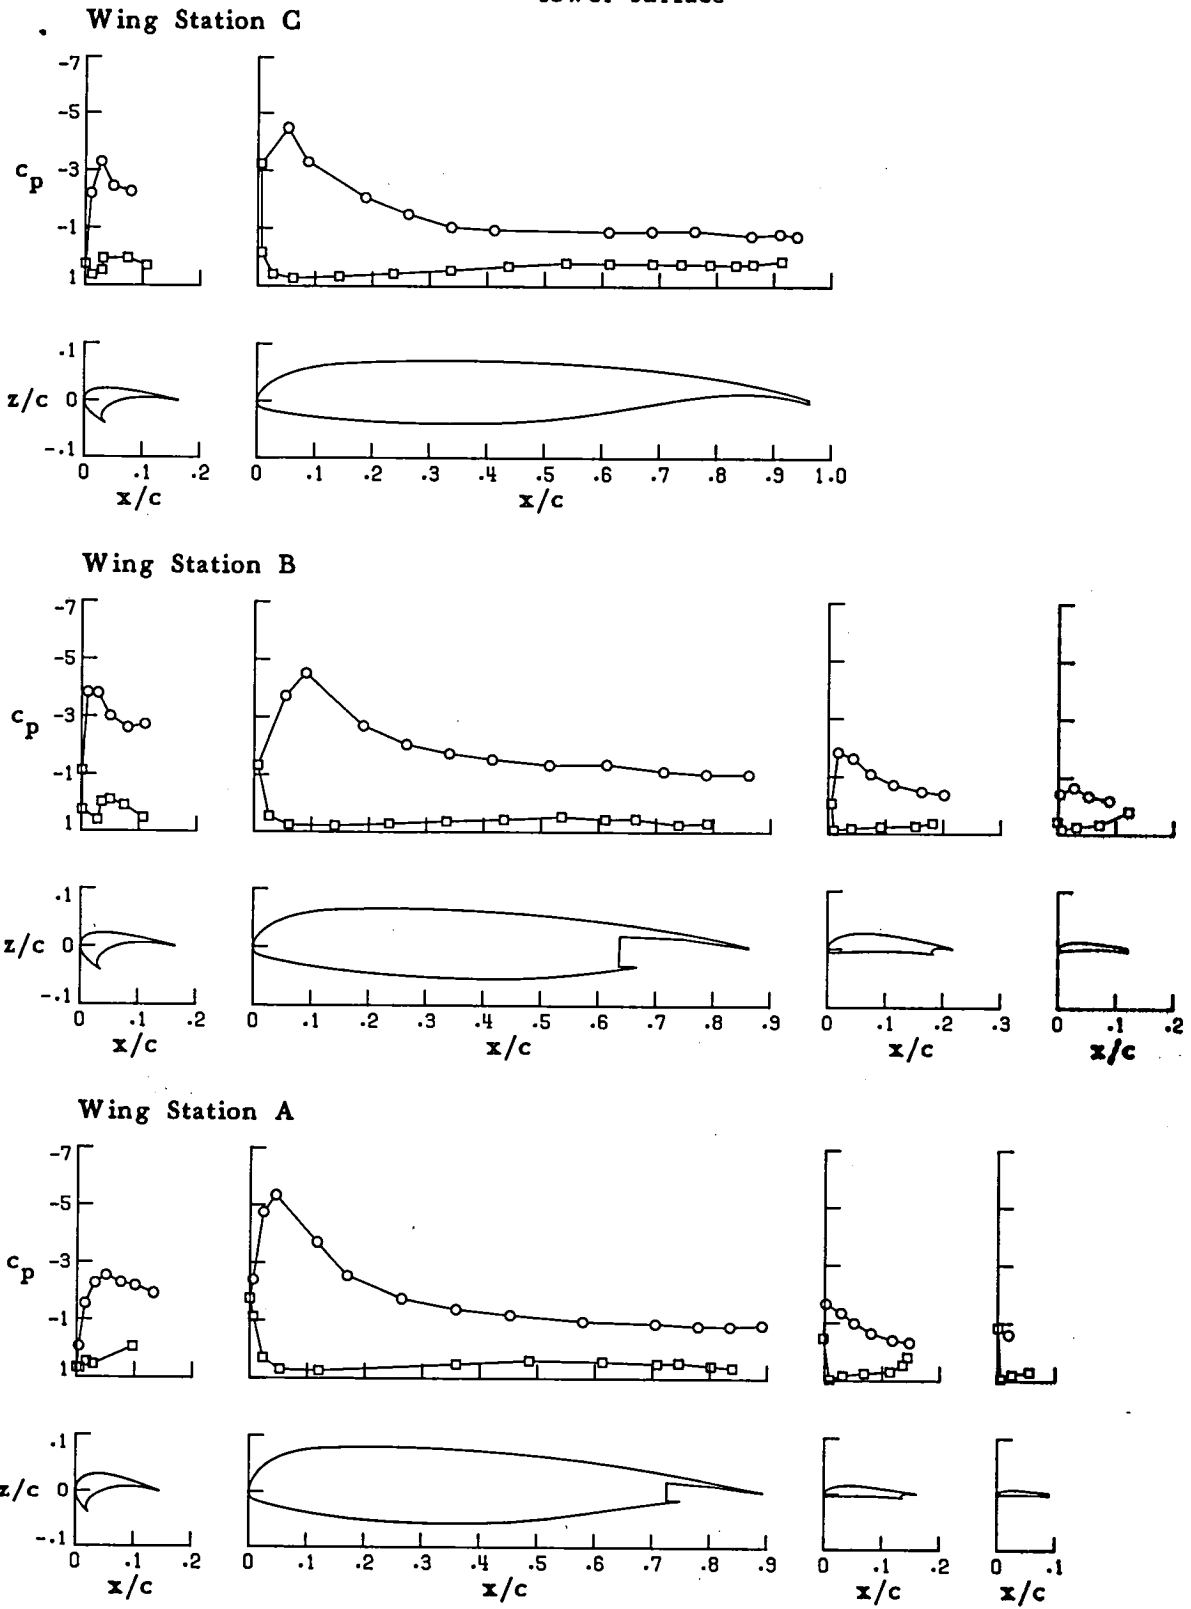 lower surface
Wing Station C
-7
-5
-3
-1
1
c_p
.1
0
-.1
z/c
0 .1 .2
x/c
0 .1 .2 .3 .4 .5 .6 .7 .8 .9 1.0
x/c
Wing Station B
-7
-5
-3
-1
1
c_p
.1
0
-.1
z/c
0 .1 .2
x/c
0 .1 .2 .3 .4 .5 .6 .7 .8 .9
x/c
0 .1 .2 .3
x/c
0 .1 .2
x/c
Wing Station A
-7
-5
-3
-1
1
c_p
.1
0
-.1
z/c
0 .1 .2
x/c
0 .1 .2 .3 .4 .5 .6 .7 .8 .9
x/c
0 .1 .2
x/c
0 .1
x/c